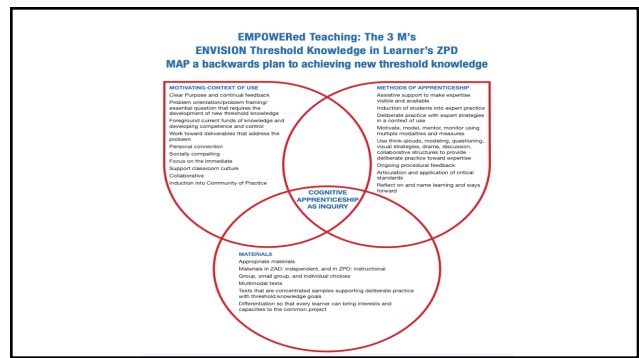 EMPOWERed Teaching: The 3 M's
ENVISION Threshold Knowledge in Learner's ZPD
MAP a backwards plan to achieving new threshold knowledge
MOTIVATING CONTEXT OF USE
Clear Purpose and continual feedback
Problem orientation/problem framing/
essential question that requires the
development of new threshold knowledge
Foreground current funds of knowledge and
developing competence and control
Work toward deliverables that address the
problem
Personal connection
Socially compelling
Focus on the immediate
Support classroom culture
Collaborative
Induction into Community of Practice
METHODS OF APPRENTICESHIP
Assistive support to make expertise
visible and available
Induction of students into expert practice
Deliberate practice with expert strategies
in a context of use
Motivate, model, mentor, monitor using
multiple modalities and measures
Use think-alouds, modeling, questioning,
visual strategies, drama, discussion,
collaborative structures to provide
deliberate practice toward expertise
Ongoing procedural feedback
Articulation and application of critical
standards
Reflect on and name learning and ways
forward
COGNITIVE
APPRENTICESHIP
AS INQUIRY
MATERIALS
Appropriate materials
Materials in ZAD: independent, and in ZPD: instructional
Group, small group, and individual choices
Multimodal texts
Texts that are concentrated samples supporting deliberate practice
with threshold knowledge goals
Differentiation so that every learner can bring interests and
capacities to the common project